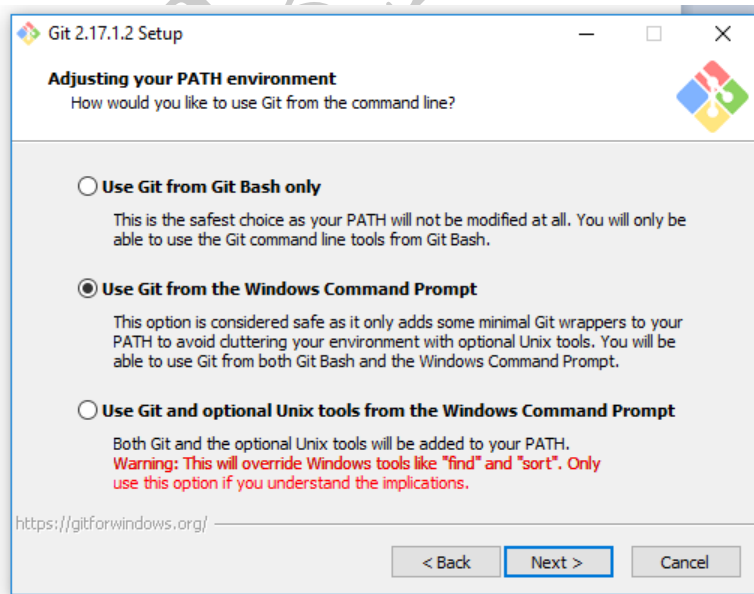 Git 2.17.1.2 Setup
Adjusting your PATH environment
How would you like to use Git from the command line?
Use Git from Git Bash only
This is the safest choice as your PATH will not be modified at all. You will only be
able to use the Git command line tools from Git Bash.
Use Git from the Windows Command Prompt
This option is considered safe as it only adds some minimal Git wrappers to your
PATH to avoid cluttering your environment with optional Unix tools. You will be
able to use Git from both Git Bash and the Windows Command Prompt.
Use Git and optional Unix tools from the Windows Command Prompt
Both Git and the optional Unix tools will be added to your PATH.
Warning: This will override Windows tools like "find" and "sort". Only
use this option if you understand the implications.
https://gitforwindows.org/
< Back Next > Cancel